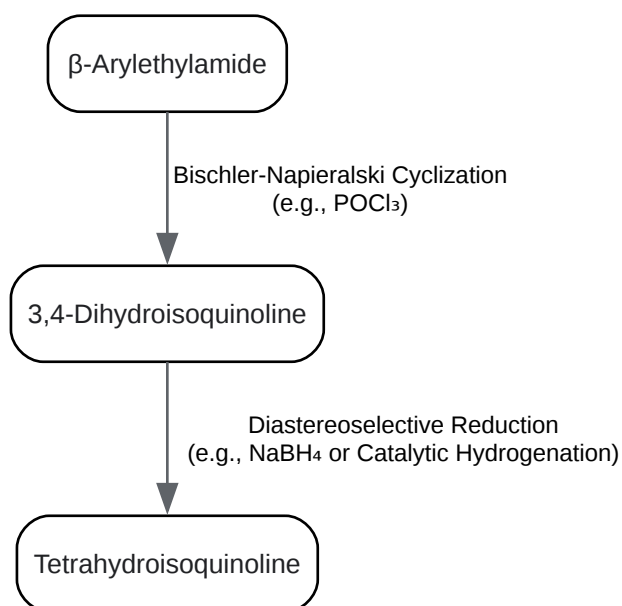 β-Arylethylamide
Bischler-Napieralski Cyclization
(e.g., POCl₃)
3,4-Dihydroisoquinoline
Diastereoselective Reduction
(e.g., NaBH₄ or Catalytic Hydrogenation)
Tetrahydroisoquinoline